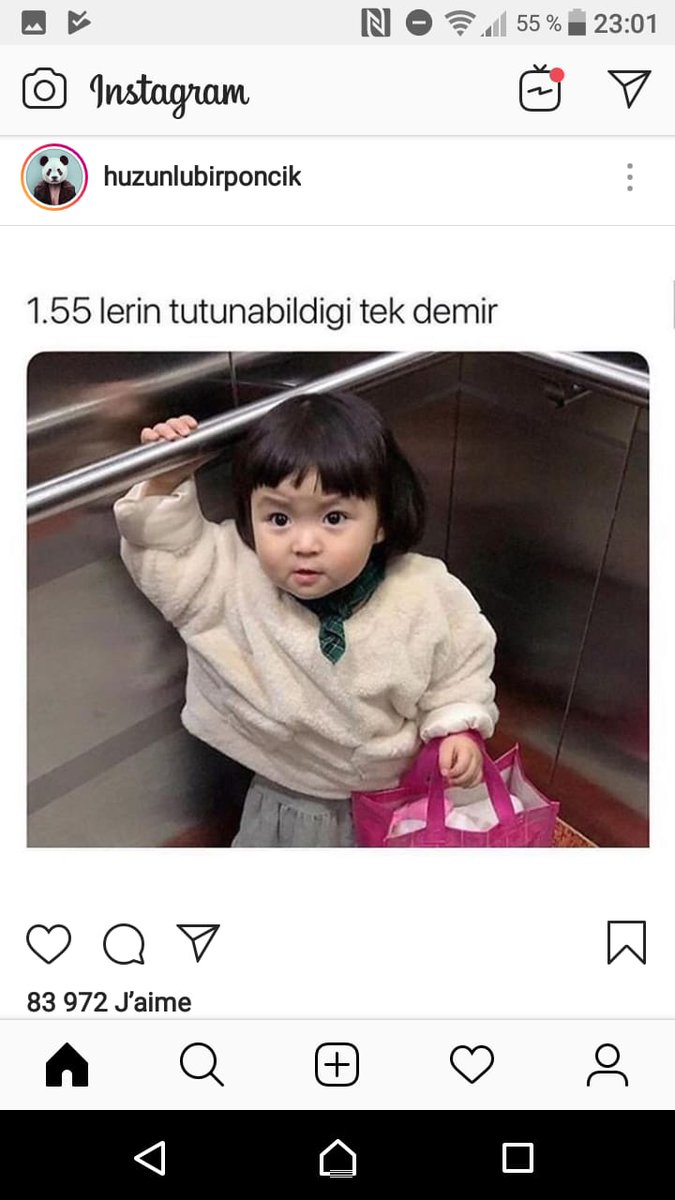 55 % 23:01
Instagram
huzunlubirponcik
1.55 lerin tutunabildigi tek demir
83 972 J’aime